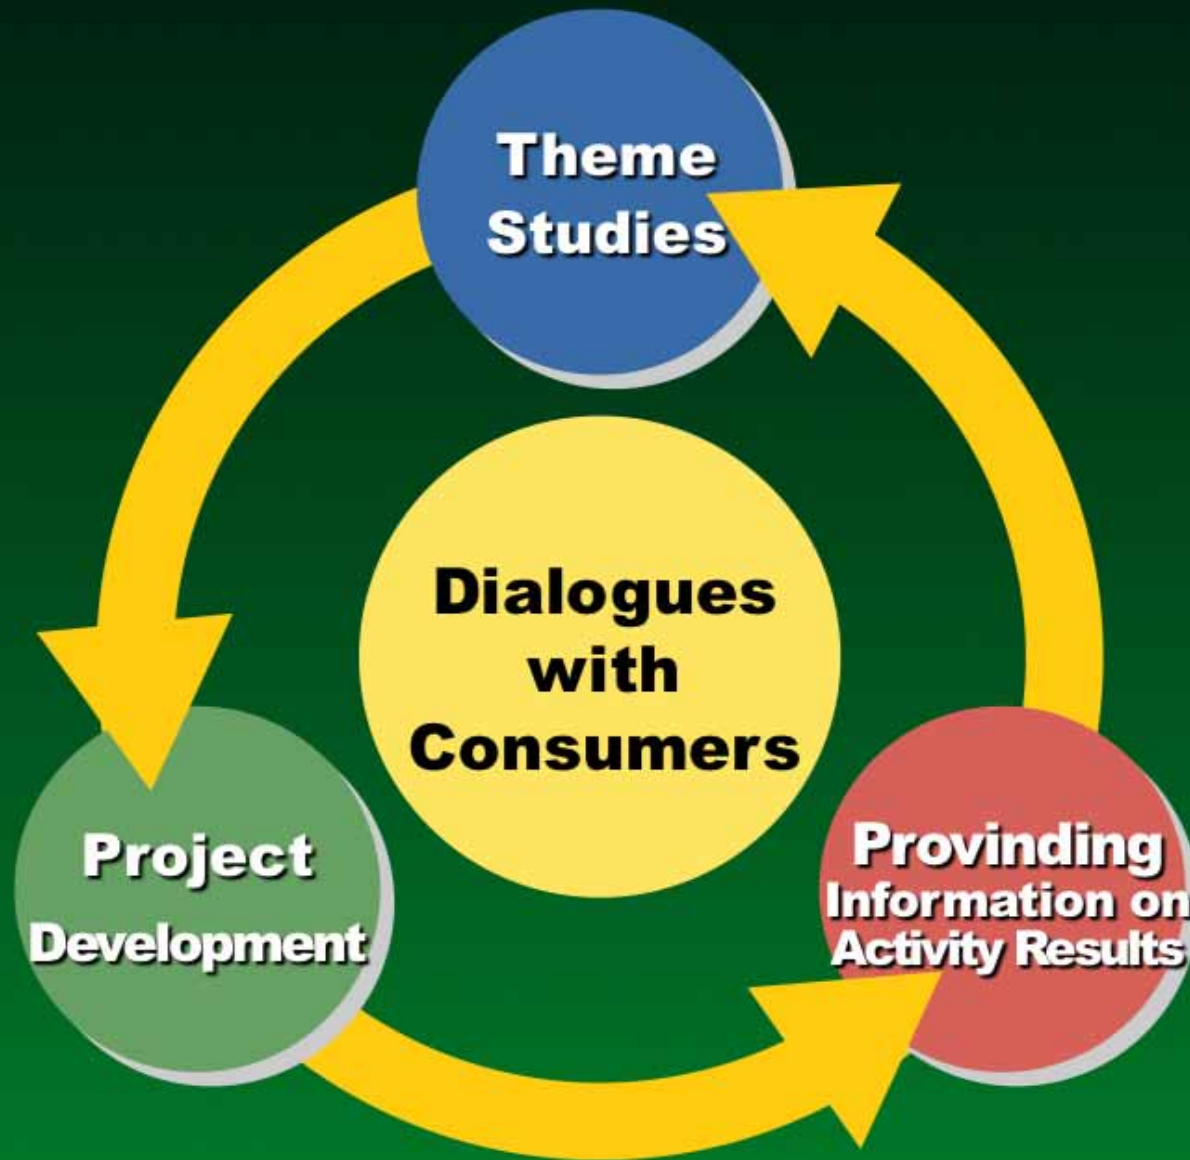 Theme
Studies
Dialogues
with
Consumers
Project
Development
Provinding
Information on
Activity Results